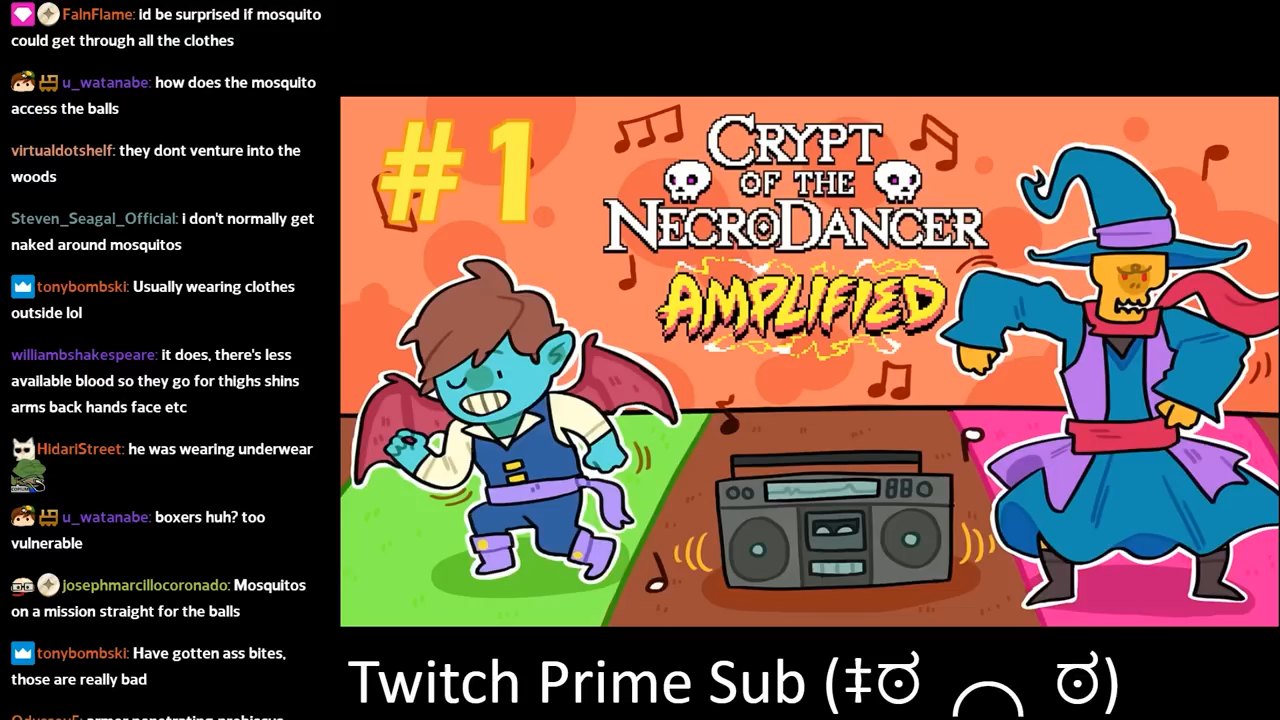 FalnFlame: id be surprised if mosquito
could get through all the clothes
u_watanabe: how does the mosquito
access the balls
virtualdotshelf: they dont venture into the
woods
Steven_Seagal_Official: i don't normally get
naked around mosquitos
tonybombski: Usually wearing clothes
outside lol
williambshakespeare: it does, there's less
available blood so they go for thighs shins
arms back hands face etc
HidariStreet: he was wearing underwear
u_watanabe: boxers huh? too
vulnerable
josephmarcillocoronado: Mosquitos
on a mission straight for the balls
tonybombski: Have gotten ass bites,
those are really bad
#1
CRYPT
OF THE
NECRODANCER
AMPLIFIED
Twitch Prime Sub (‡ಠ ╭╮ ಠ)